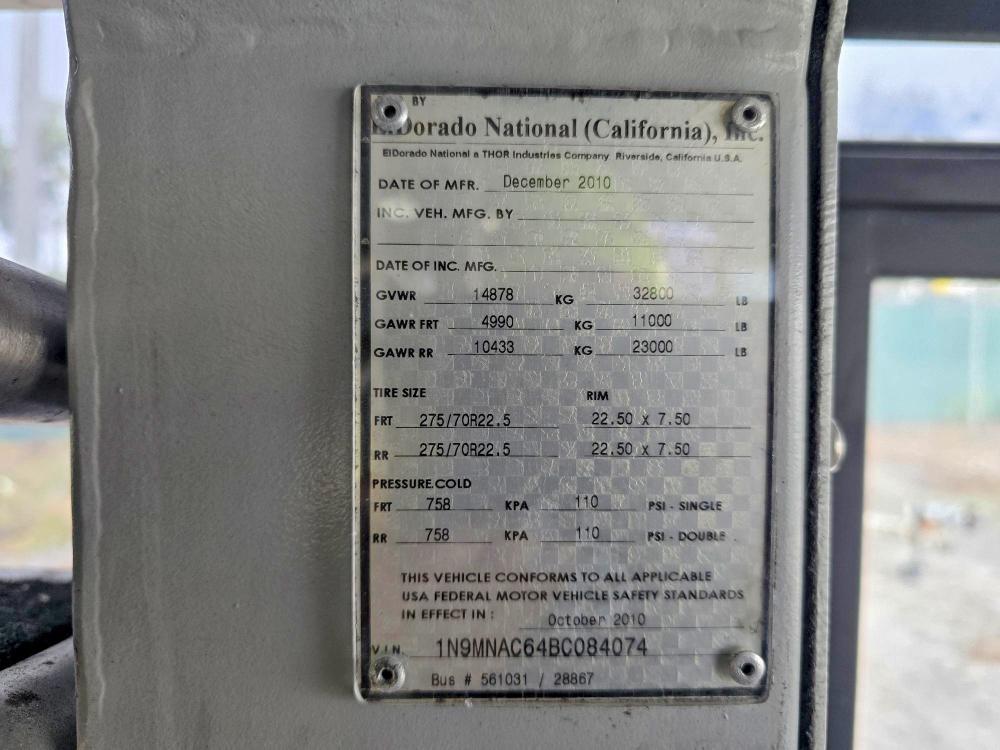 BY
ElDorado National (California), Inc.
ElDorado National a THOR Industries Company Riverside, California U.S.A.
DATE OF MFR. December 2010
INC. VEH. MFG. BY
DATE OF INC. MFG.
GVWR 14878 KG 32800 LB
GAWR FRT 4990 KG 11000 LB
GAWR RR 10433 KG 23000 LB
TIRE SIZE RIM
FRT 275/70R22.5 22.50 x 7.50
RR 275/70R22.5 22.50 x 7.50
PRESSURE.COLD
FRT 758 KPA 110 PSI - SINGLE
RR 758 KPA 110 PSI - DOUBLE
THIS VEHICLE CONFORMS TO ALL APPLICABLE
USA FEDERAL MOTOR VEHICLE SAFETY STANDARDS
IN EFFECT IN : October 2010
V.I.N. 1N9MNAC64BC084074
Bus # 561031 / 28867